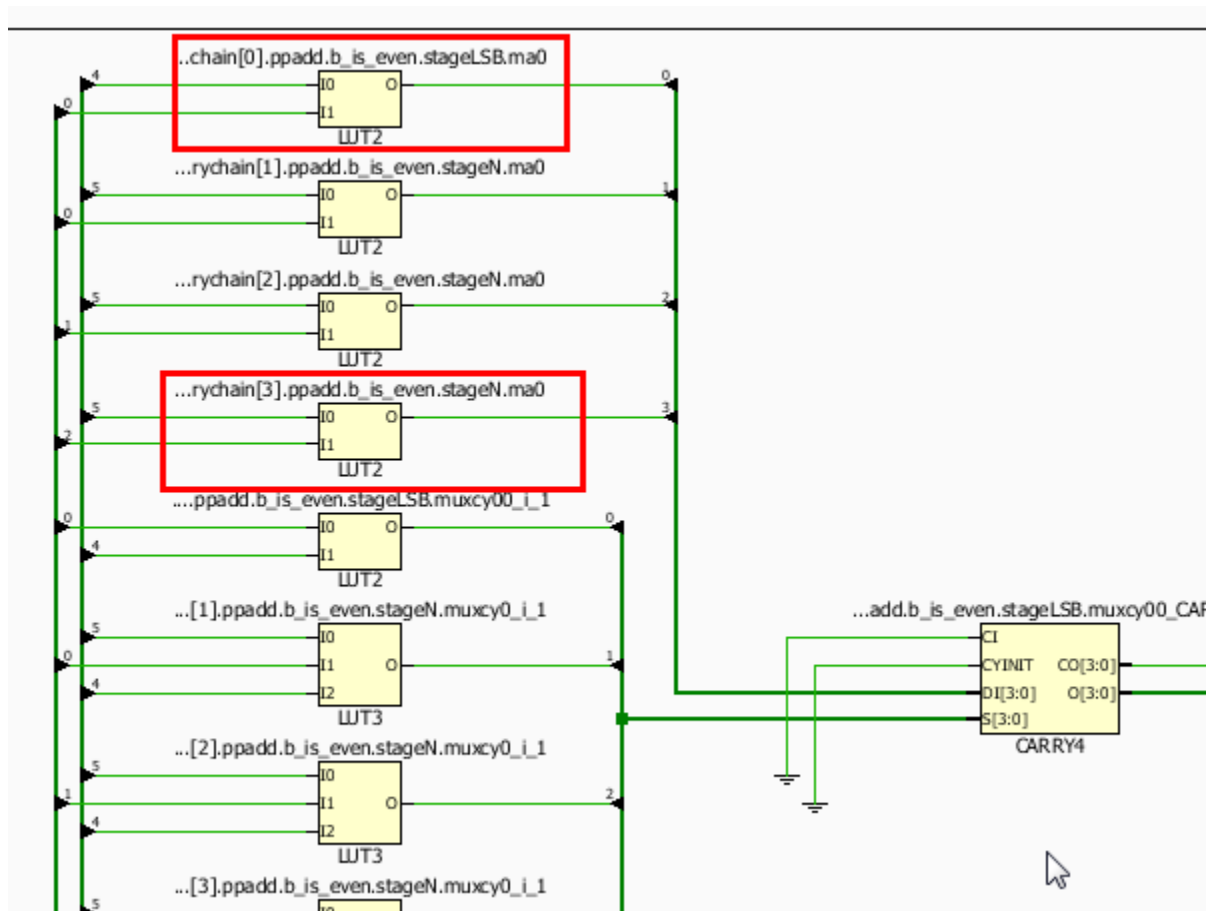 ..chain[0].ppadd.b_is_even.stageLSB.ma0
4
I0
O
0
0
I1
LUT2
...rychain[1].ppadd.b_is_even.stageN.ma0
5
I0
O
1
0
I1
LUT2
...rychain[2].ppadd.b_is_even.stageN.ma0
5
I0
O
2
1
I1
LUT2
...rychain[3].ppadd.b_is_even.stageN.ma0
5
I0
O
3
2
I1
LUT2
....ppadd.b_is_even.stageLSB.muxcy00_i_1
0
I0
O
0
4
I1
LUT2
...[1].ppadd.b_is_even.stageN.muxcy0_i_1
5
I0
0
I1
O
1
4
I2
LUT3
...add.b_is_even.stageLSB.muxcy00_CAR
CI
CYINIT
CO[3:0]
DI[3:0]
O[3:0]
S[3:0]
CARRY4
...[2].ppadd.b_is_even.stageN.muxcy0_i_1
5
I0
1
I1
O
2
4
I2
LUT3
...[3].ppadd.b_is_even.stageN.muxcy0_i_1
5
I0